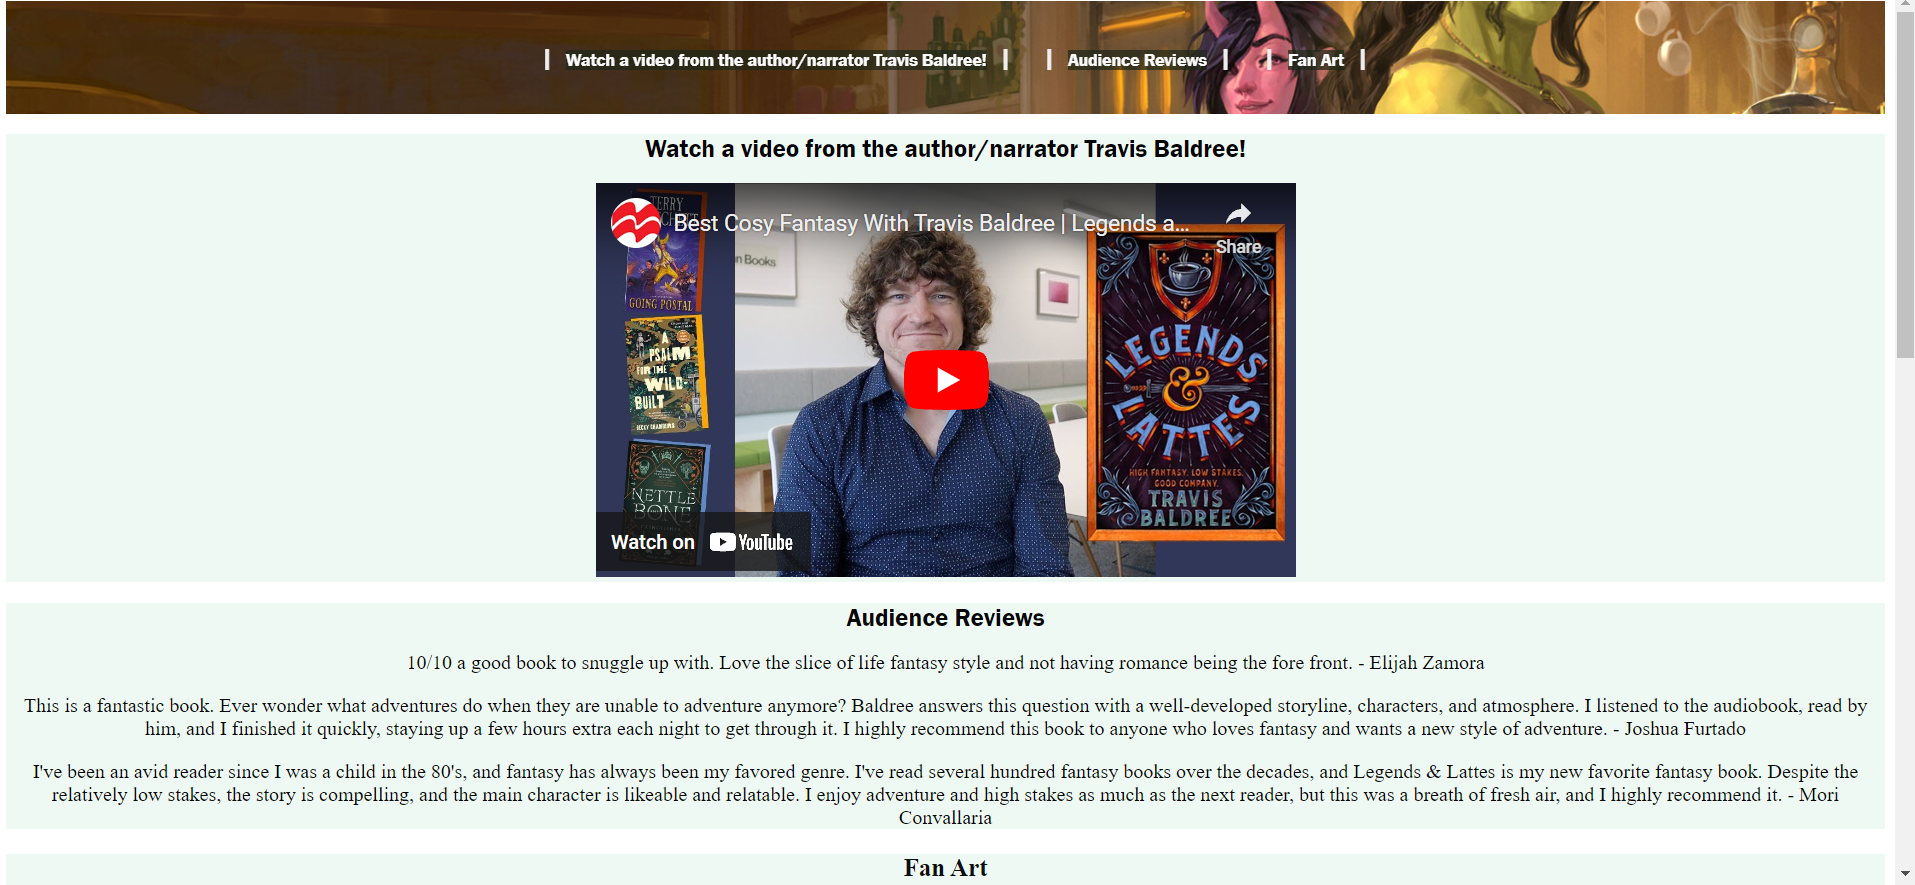 | Watch a video from the author/narrator Travis Baldree! | | Audience Reviews | | Fan Art |
Watch a video from the author/narrator Travis Baldree!
Best Cosy Fantasy With Travis Baldree | Legends a...
Share
TERRY
GOING POSTAL
n Books
A
PSALM
FOR THE
WILD-
BUILT
BECKY CHAMBERS
NETTLE
BONE
LEGENDS
&
LATTES
HIGH FANTASY. LOW STAKES.
GOOD COMPANY.
TRAVIS
BALDREE
Watch on YouTube
Audience Reviews
10/10 a good book to snuggle up with. Love the slice of life fantasy style and not having romance being the fore front. - Elijah Zamora
This is a fantastic book. Ever wonder what adventures do when they are unable to adventure anymore? Baldree answers this question with a well-developed storyline, characters, and atmosphere. I listened to the audiobook, read by
him, and I finished it quickly, staying up a few hours extra each night to get through it. I highly recommend this book to anyone who loves fantasy and wants a new style of adventure. - Joshua Furtado
I've been an avid reader since I was a child in the 80's, and fantasy has always been my favored genre. I've read several hundred fantasy books over the decades, and Legends & Lattes is my new favorite fantasy book. Despite the
relatively low stakes, the story is compelling, and the main character is likeable and relatable. I enjoy adventure and high stakes as much as the next reader, but this was a breath of fresh air, and I highly recommend it. - Mori
Convallaria
Fan Art